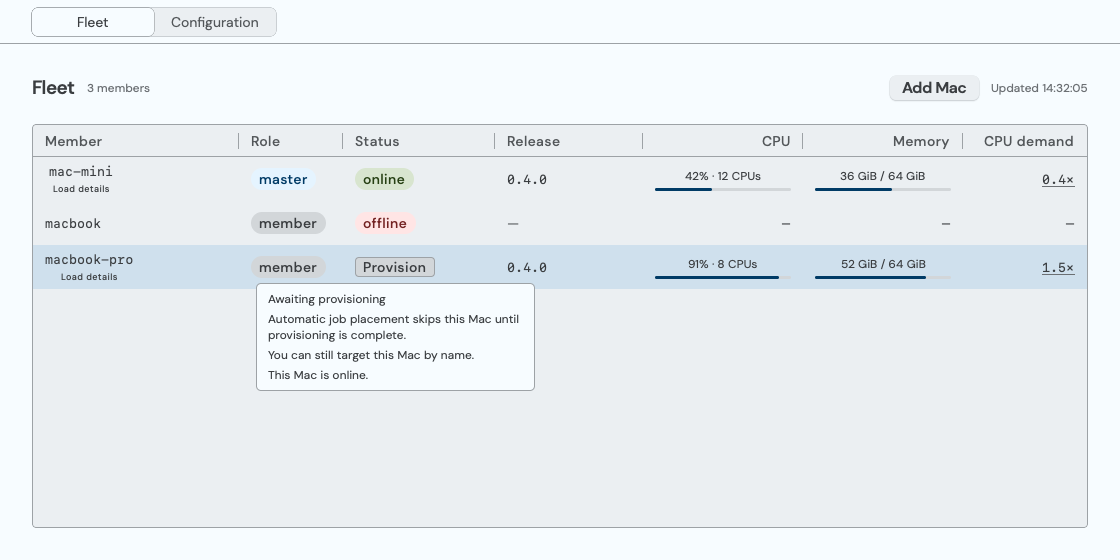 Fleet Configuration
Fleet 3 members Add Mac Updated 14:32:05
Member Role Status Release CPU Memory CPU demand
mac-mini master online 0.4.0 42% · 12 CPUs 36 GiB / 64 GiB 0.4×
Load details
macbook member offline — — — —
macbook-pro member Provision 0.4.0 91% · 8 CPUs 52 GiB / 64 GiB 1.5×
Load details
Awaiting provisioning
Automatic job placement skips this Mac until
provisioning is complete.
You can still target this Mac by name.
This Mac is online.